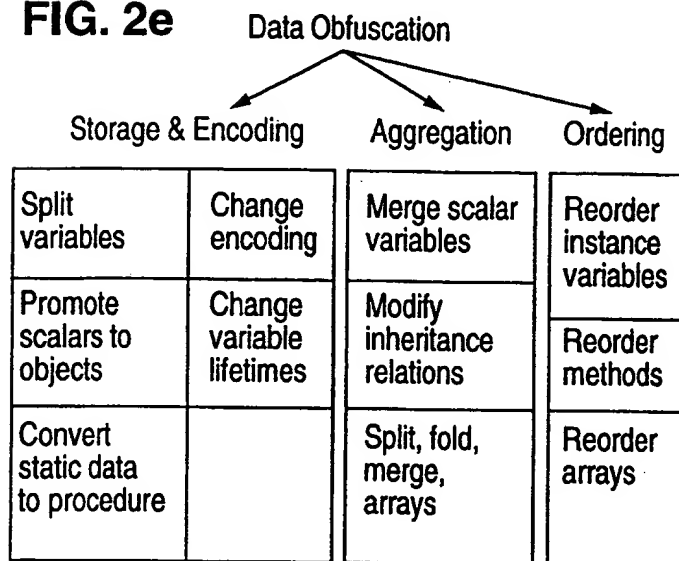 FIG. 2e
Data Obfuscation
Storage & Encoding
Aggregation
Ordering
Split
variables
Change
encoding
Merge scalar
variables
Reorder
instance
variables
Promote
scalars to
objects
Change
variable
lifetimes
Modify
inheritance
relations
Reorder
methods
Convert
static data
to procedure
Split, fold,
merge,
arrays
Reorder
arrays